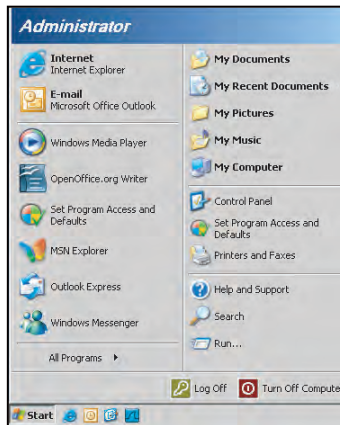 Administrator
Internet
Internet Explorer
E-mail
Microsoft Office Outlook
Windows Media Player
OpenOffice.org Writer
Set Program Access and
Defaults
MSN Explorer
Outlook Express
Windows Messenger
All Programs
My Documents
My Recent Documents
My Pictures
My Music
My Computer
Control Panel
Set Program Access and
Defaults
Printers and Faxes
Help and Support
Search
Run...
Log Off
Turn Off Compute
Start